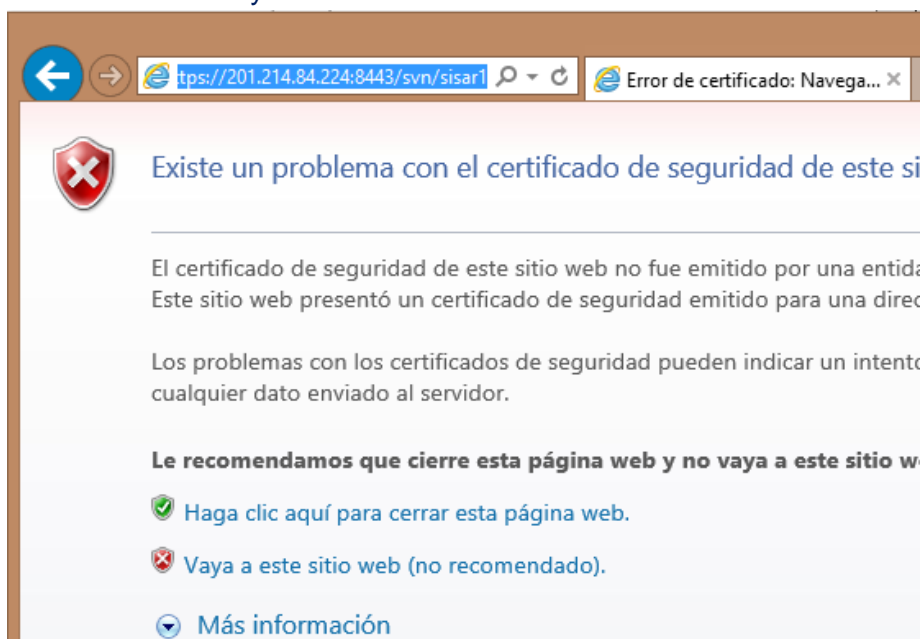 tps://201.214.84.224:8443/svn/sisar1
Error de certificado: Navega...
Existe un problema con el certificado de seguridad de este si
El certificado de seguridad de este sitio web no fue emitido por una entida
Este sitio web presentó un certificado de seguridad emitido para una direc
Los problemas con los certificados de seguridad pueden indicar un intento
cualquier dato enviado al servidor.
Le recomendamos que cierre esta página web y no vaya a este sitio we
Haga clic aquí para cerrar esta página web.
Vaya a este sitio web (no recomendado).
Más información